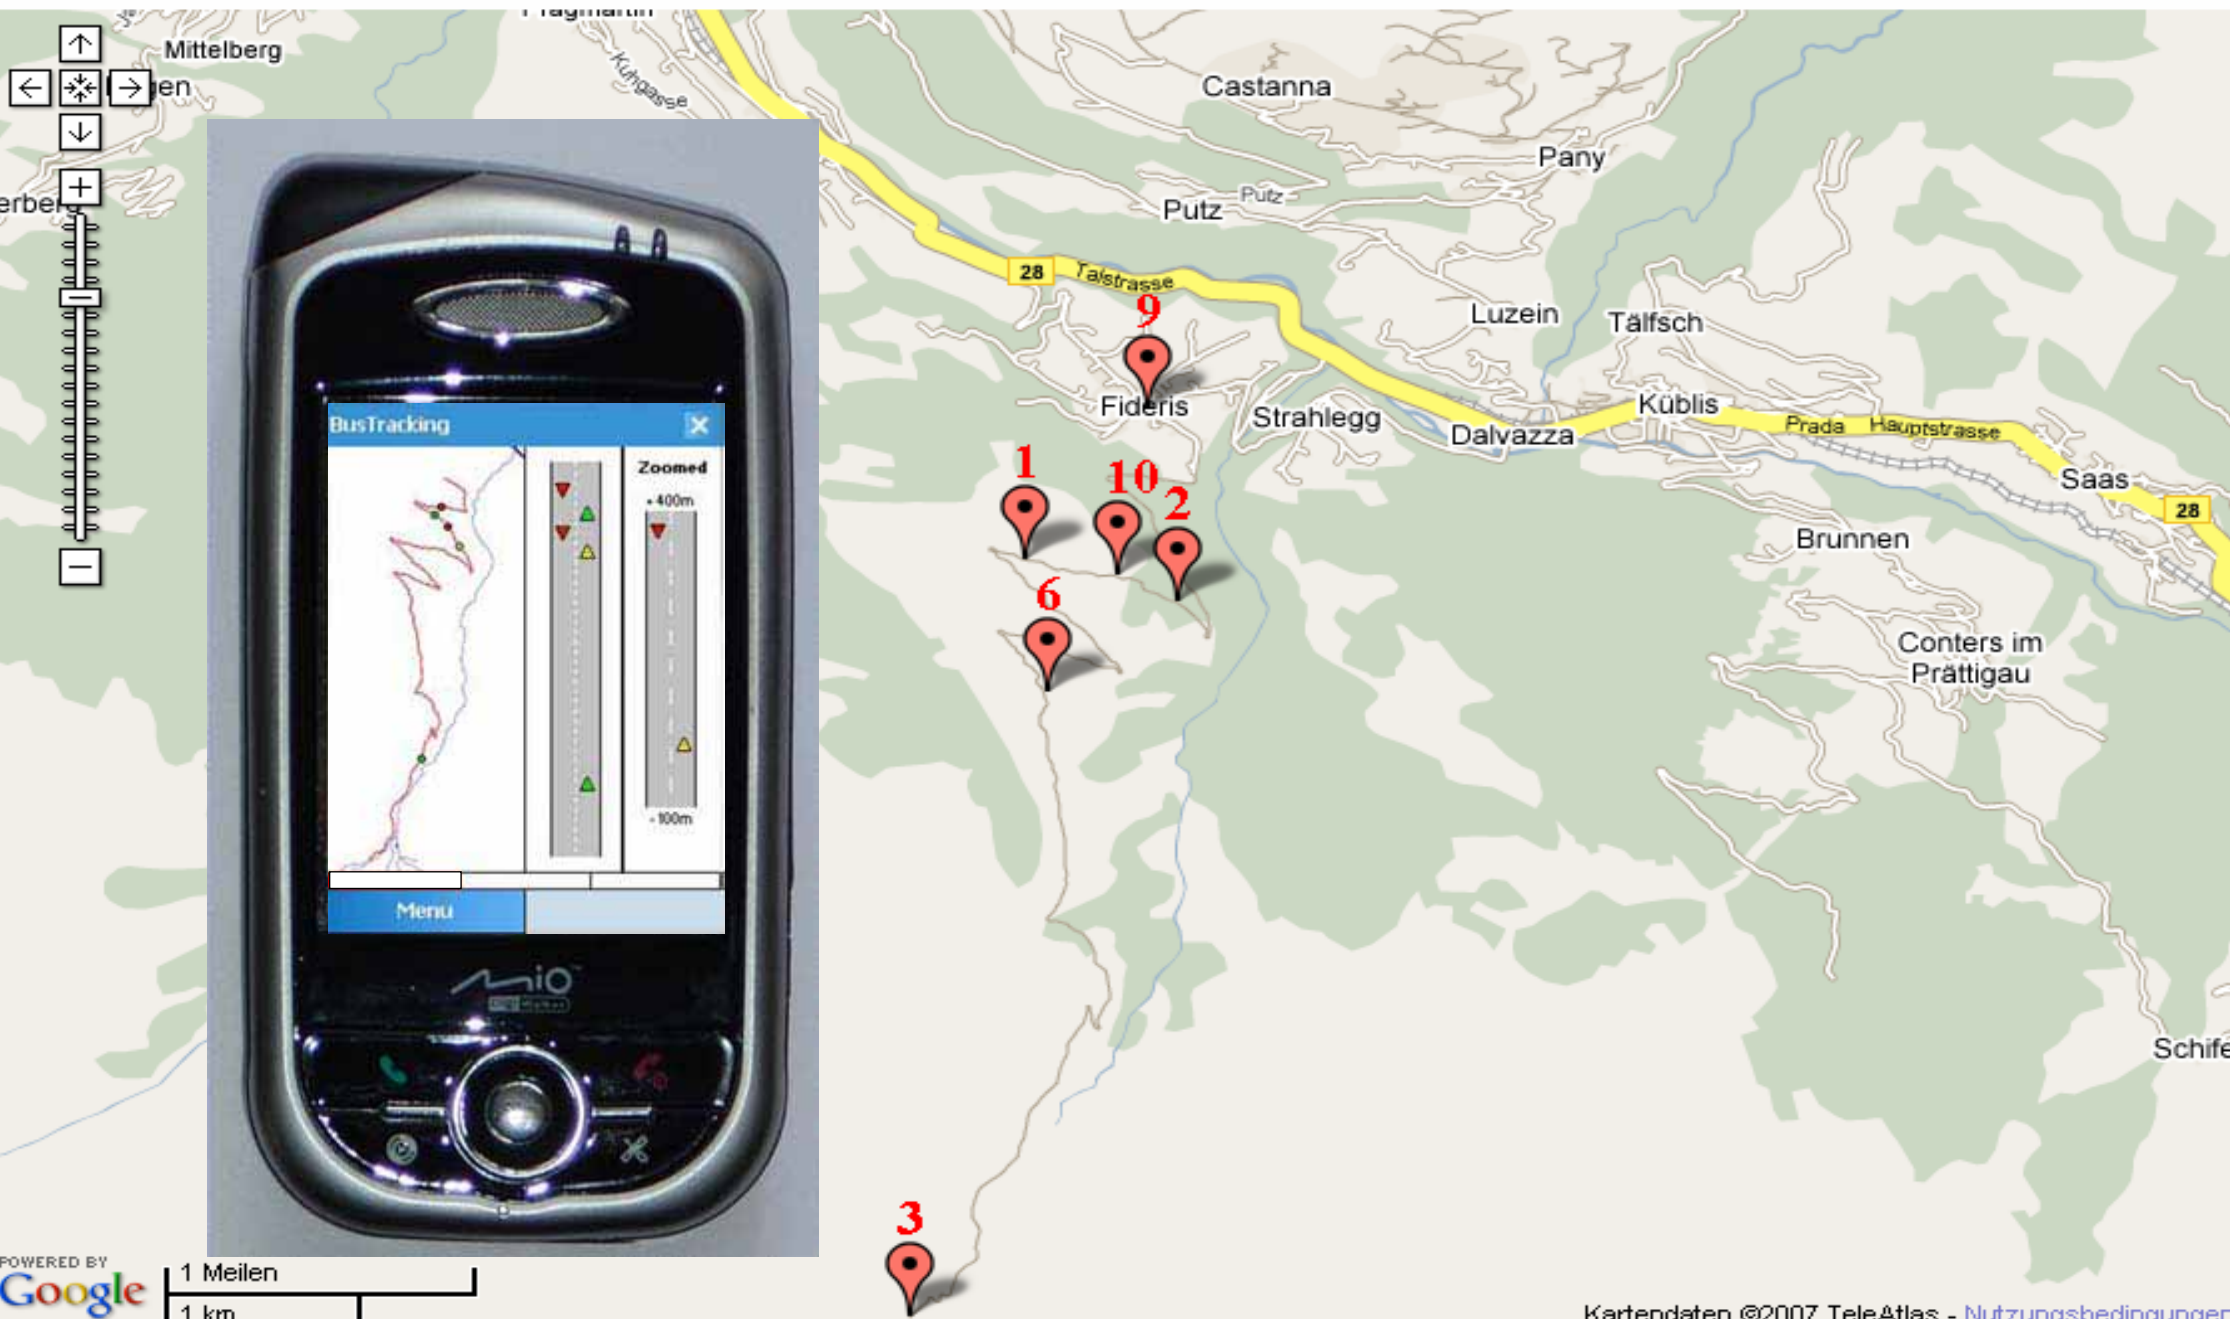 Mittelberg
Kuhgasse
Castanna
Pany
Putz
Putz
28
Talstrasse
9
Luzein
Tälfsch
Fideris
Strahlegg
Dalvazza
Küblis
Prada
Hauptstrasse
Saas
28
1
10
2
Brunnen
6
Conters im
Prättigau
BusTracking
Zoomed
+ 400m
- 100m
Menu
Mio
3
POWERED BY
Google
1 Meilen
1 km
Kartendaten ©2007 TeleAtlas - Nutzungsbedingungen